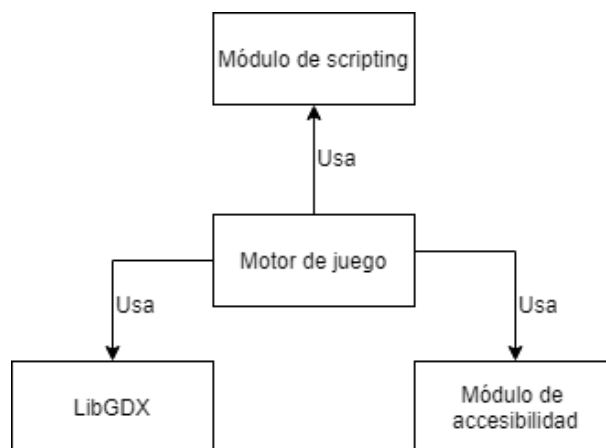 Módulo de scripting
Usa
Motor de juego
Usa
Usa
LibGDX
Módulo de
accesibilidad